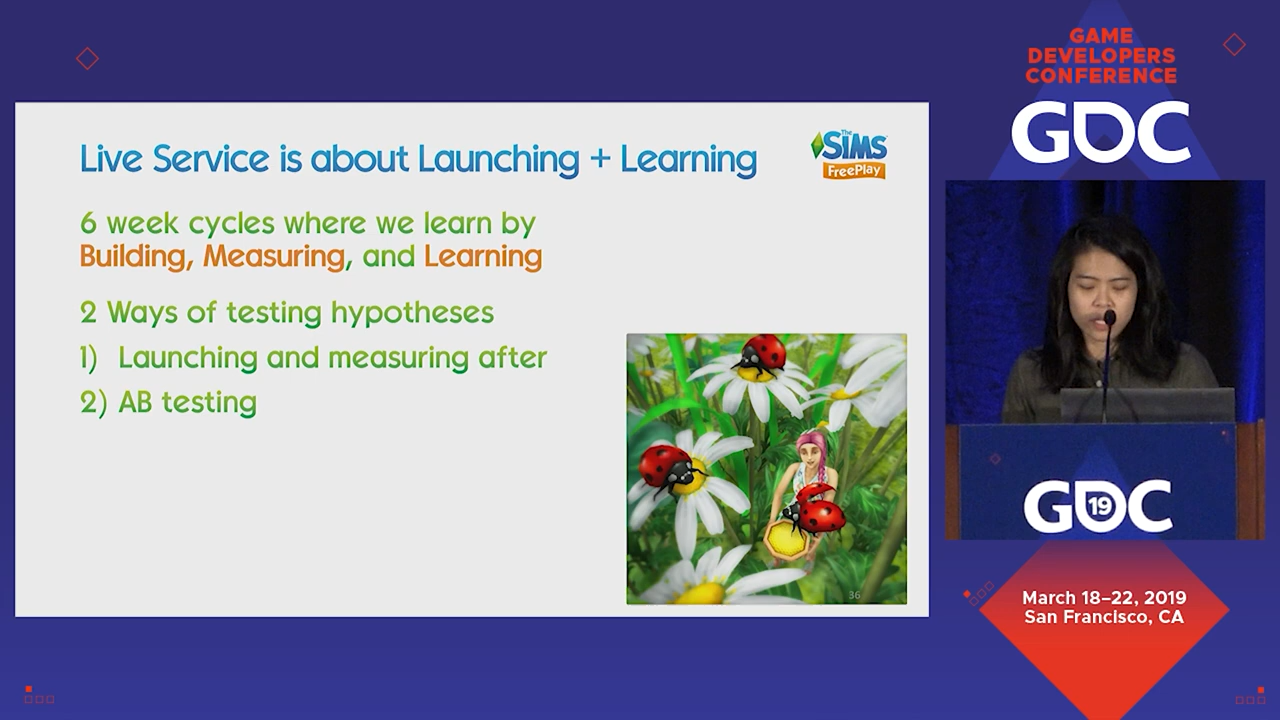 Live Service is about Launching + Learning
The SIMS
FreePlay
6 week cycles where we learn by
Building, Measuring, and Learning
2 Ways of testing hypotheses
1) Launching and measuring after
2) AB testing
36
GAME
DEVELOPERS
CONFERENCE
GDC
GDC
19
March 18–22, 2019
San Francisco, CA